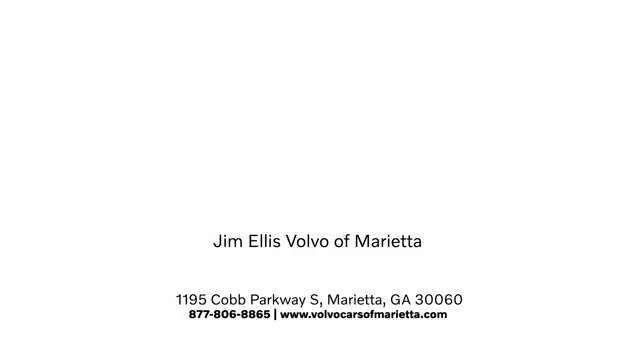 Jim Ellis Volvo of Marietta
1195 Cobb Parkway S, Marietta, GA 30060
877-806-8865 | www.volvocarsofmarietta.com